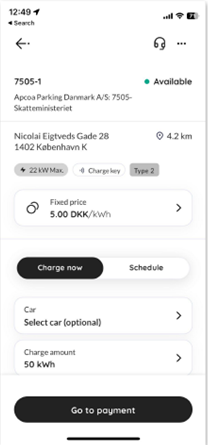 12:49
71
Search
7505-1
Available
Apcoa Parking Danmark A/S: 7505-
Skatteministeriet
Nicolai Eigtveds Gade 28
4.2 km
1402 København K
22 kW Max.
Charge key
Type 2
Fixed price
5.00 DKK/kWh
Charge now
Schedule
Car
Select car (optional)
Charge amount
50 kWh
Go to payment